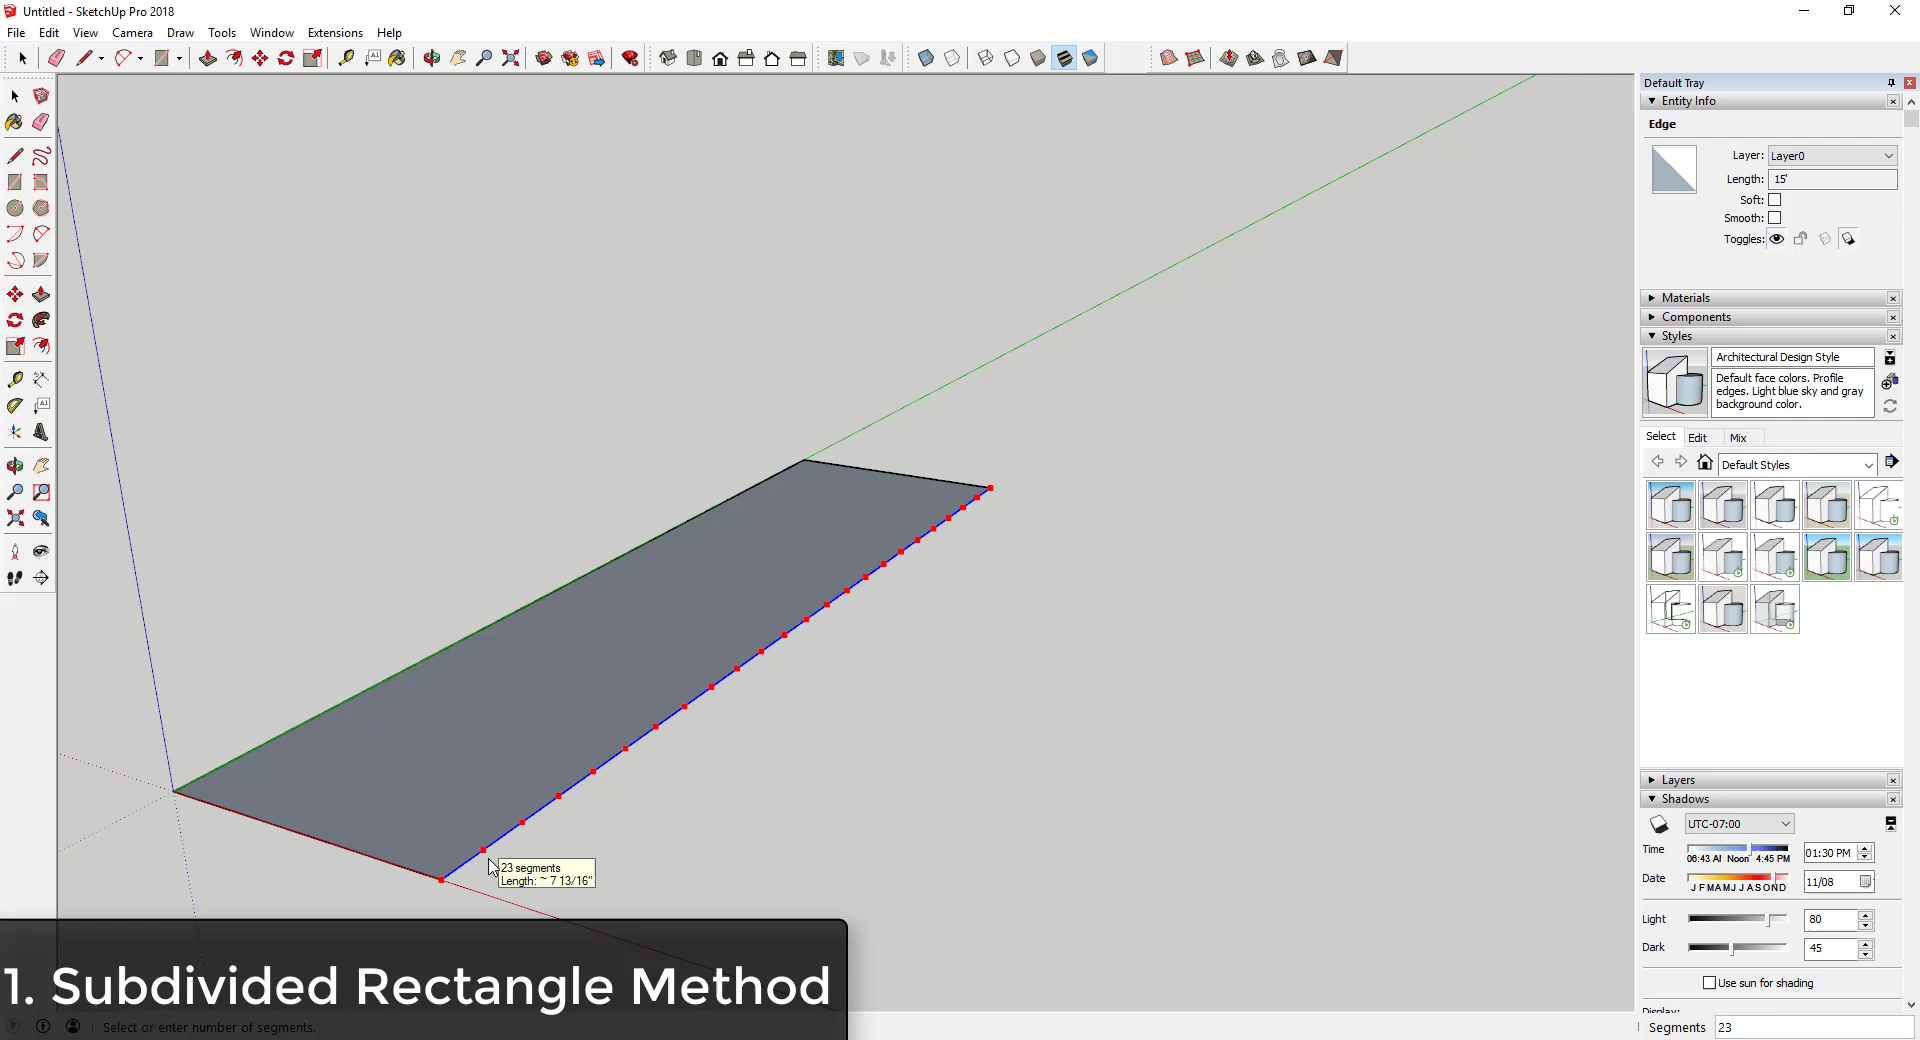 Untitled - SketchUp Pro 2018
File Edit View Camera Draw Tools Window Extensions Help
Default Tray
Entity Info
Edge
Layer: Layer0
Length: 15'
Soft:
Smooth:
Toggles:
Materials
Components
Styles
Architectural Design Style
Default face colors. Profile
edges. Light blue sky and gray
background color.
Select Edit Mix
Default Styles
23 segments
Length: ~ 7 13/16"
Layers
Shadows
UTC-07:00
Time 06:43 AI Noon 4:45 PM 01:30 PM
Date J F M A M J J A S O N D 11/08
Light 80
Dark 45
Use sun for shading
1. Subdivided Rectangle Method
Select or enter number of segments.
Segments 23